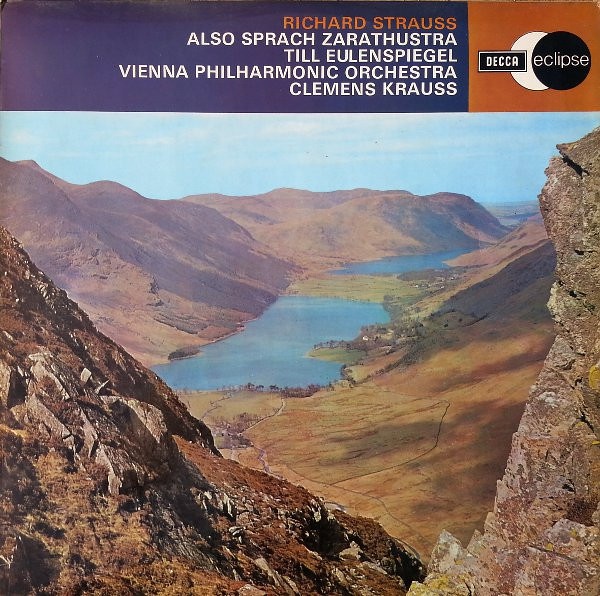 RICHARD STRAUSS
ALSO SPRACH ZARATHUSTRA
TILL EULENSPIEGEL
VIENNA PHILHARMONIC ORCHESTRA
CLEMENS KRAUSS
DECCA
eclipse